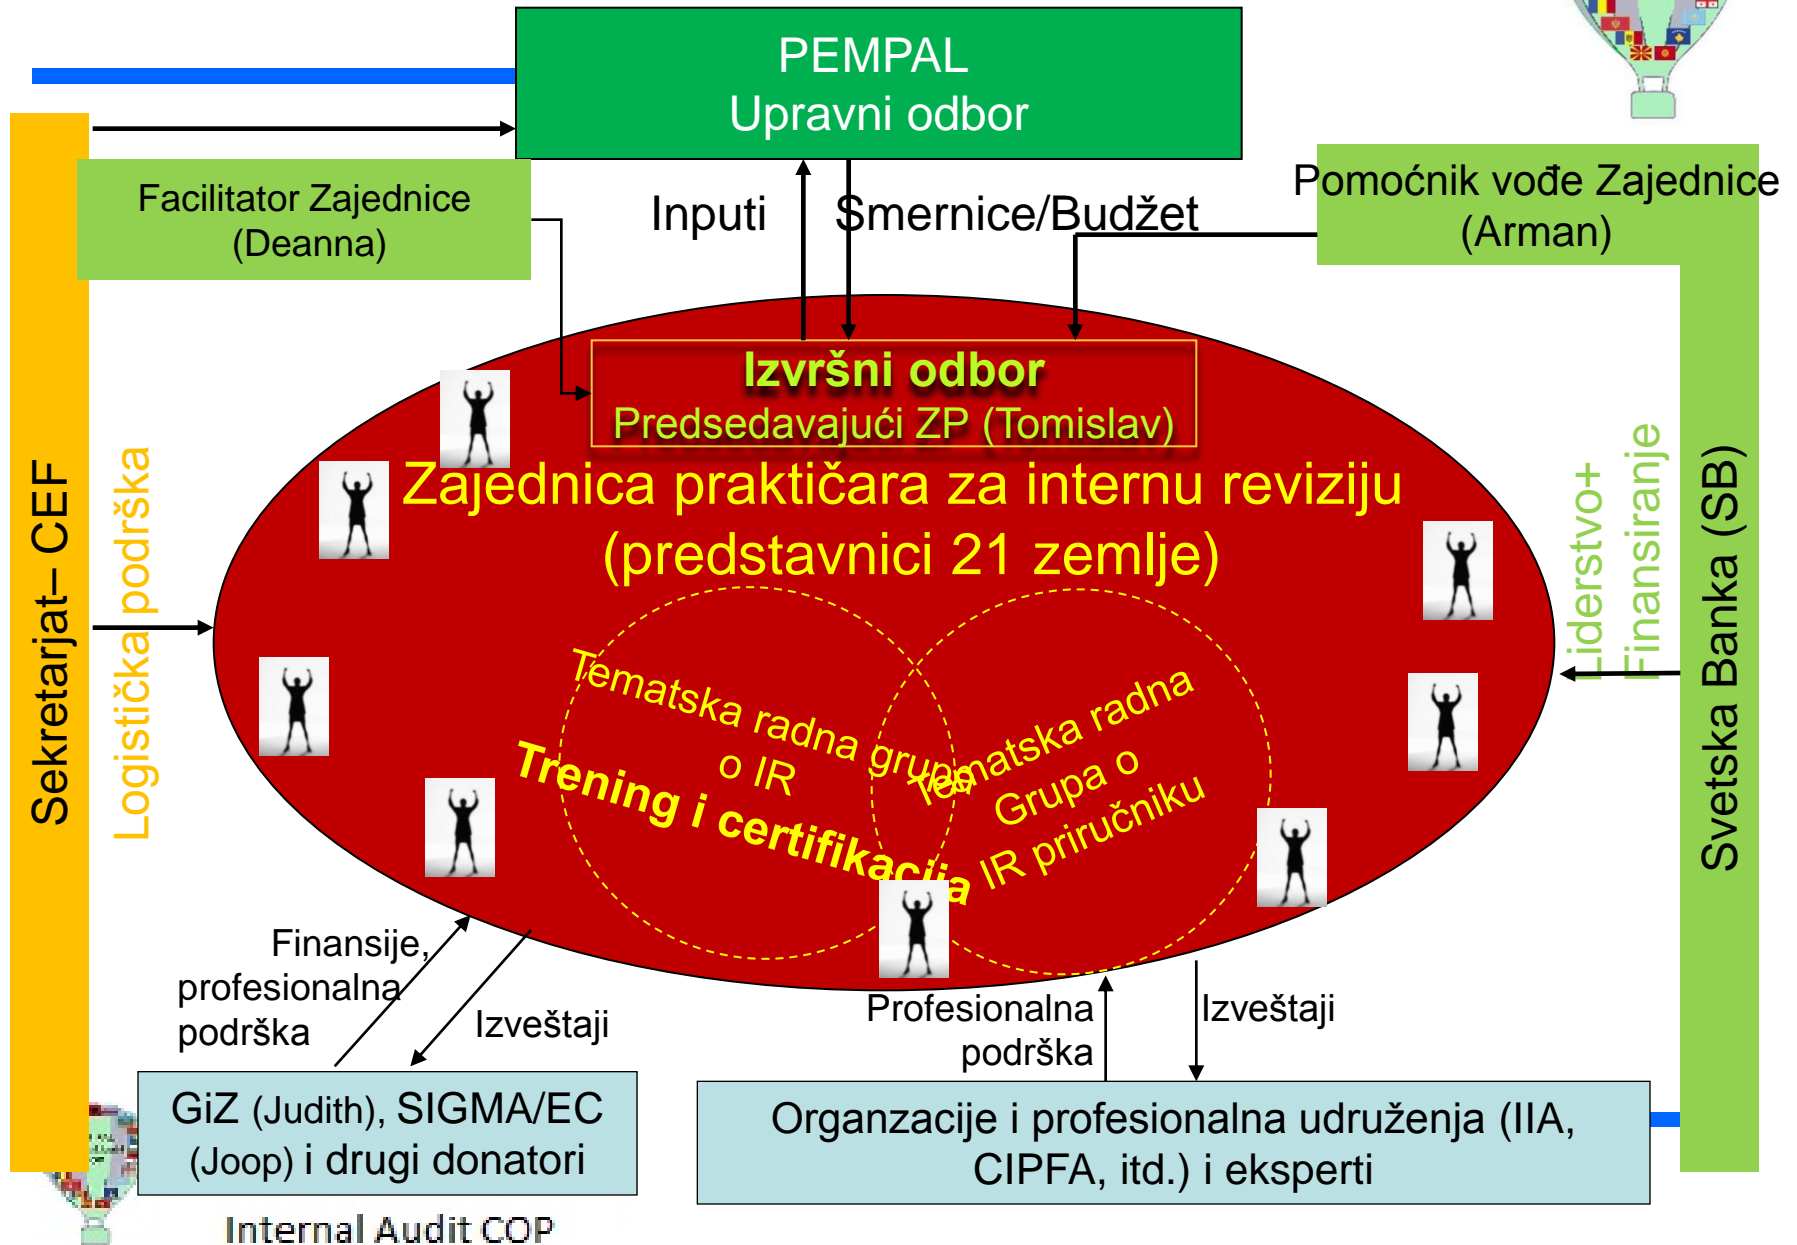 PEMPAL
Upravni odbor
Facilitator Zajednice
(Deanna)
Inputi
Smernice/Budžet
Pomoćnik vođe Zajednice
(Arman)
Izvršni odbor
Predsedavajući ZP (Tomislav)
Zajednica praktičara za internu reviziju
(predstavnici 21 zemlje)
Sekretarjat– CEF
Logistička podrška
Liderstvo+
Finansiranje
Svetska Banka (SB)
Tematska radna grupa
o IR
Trening i certifikacija
Tematska radna
Grupa o
IR priručniku
Finansije,
profesionalna
podrška
Izveštaji
Profesionalna
podrška
Izveštaji
GiZ (Judith), SIGMA/EC
(Joop) i drugi donatori
Organzacije i profesionalna udruženja (IIA,
CIPFA, itd.) i eksperti
Internal Audit COP